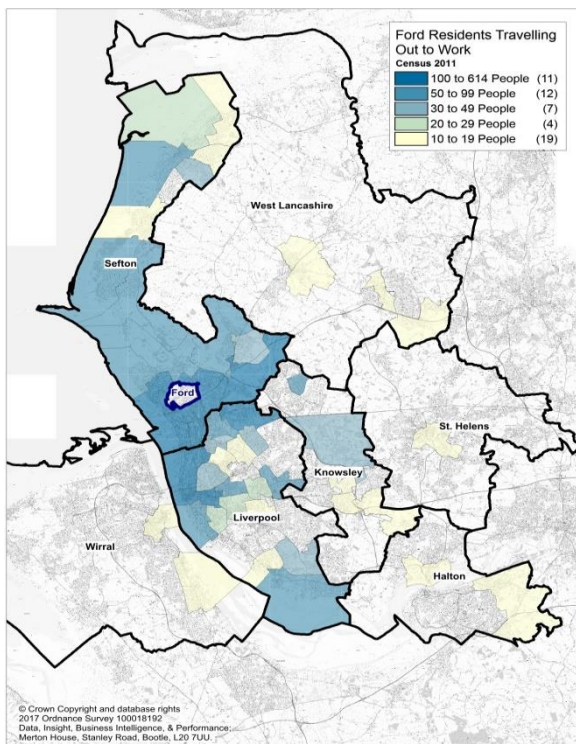 Ford Residents Travelling
Out to Work
Census 2011
100 to 614 People (11)
50 to 99 People (12)
30 to 49 People (7)
20 to 29 People (4)
10 to 19 People (19)
West Lancashire
Sefton
Ford
St. Helens
Knowsley
Liverpool
Wirral
Halton
© Crown Copyright and database rights
2017 Ordnance Survey 100018192
Data, Insight, Business Intelligence, & Performance;
Merton House, Stanley Road, Bootle, L20 7UU.